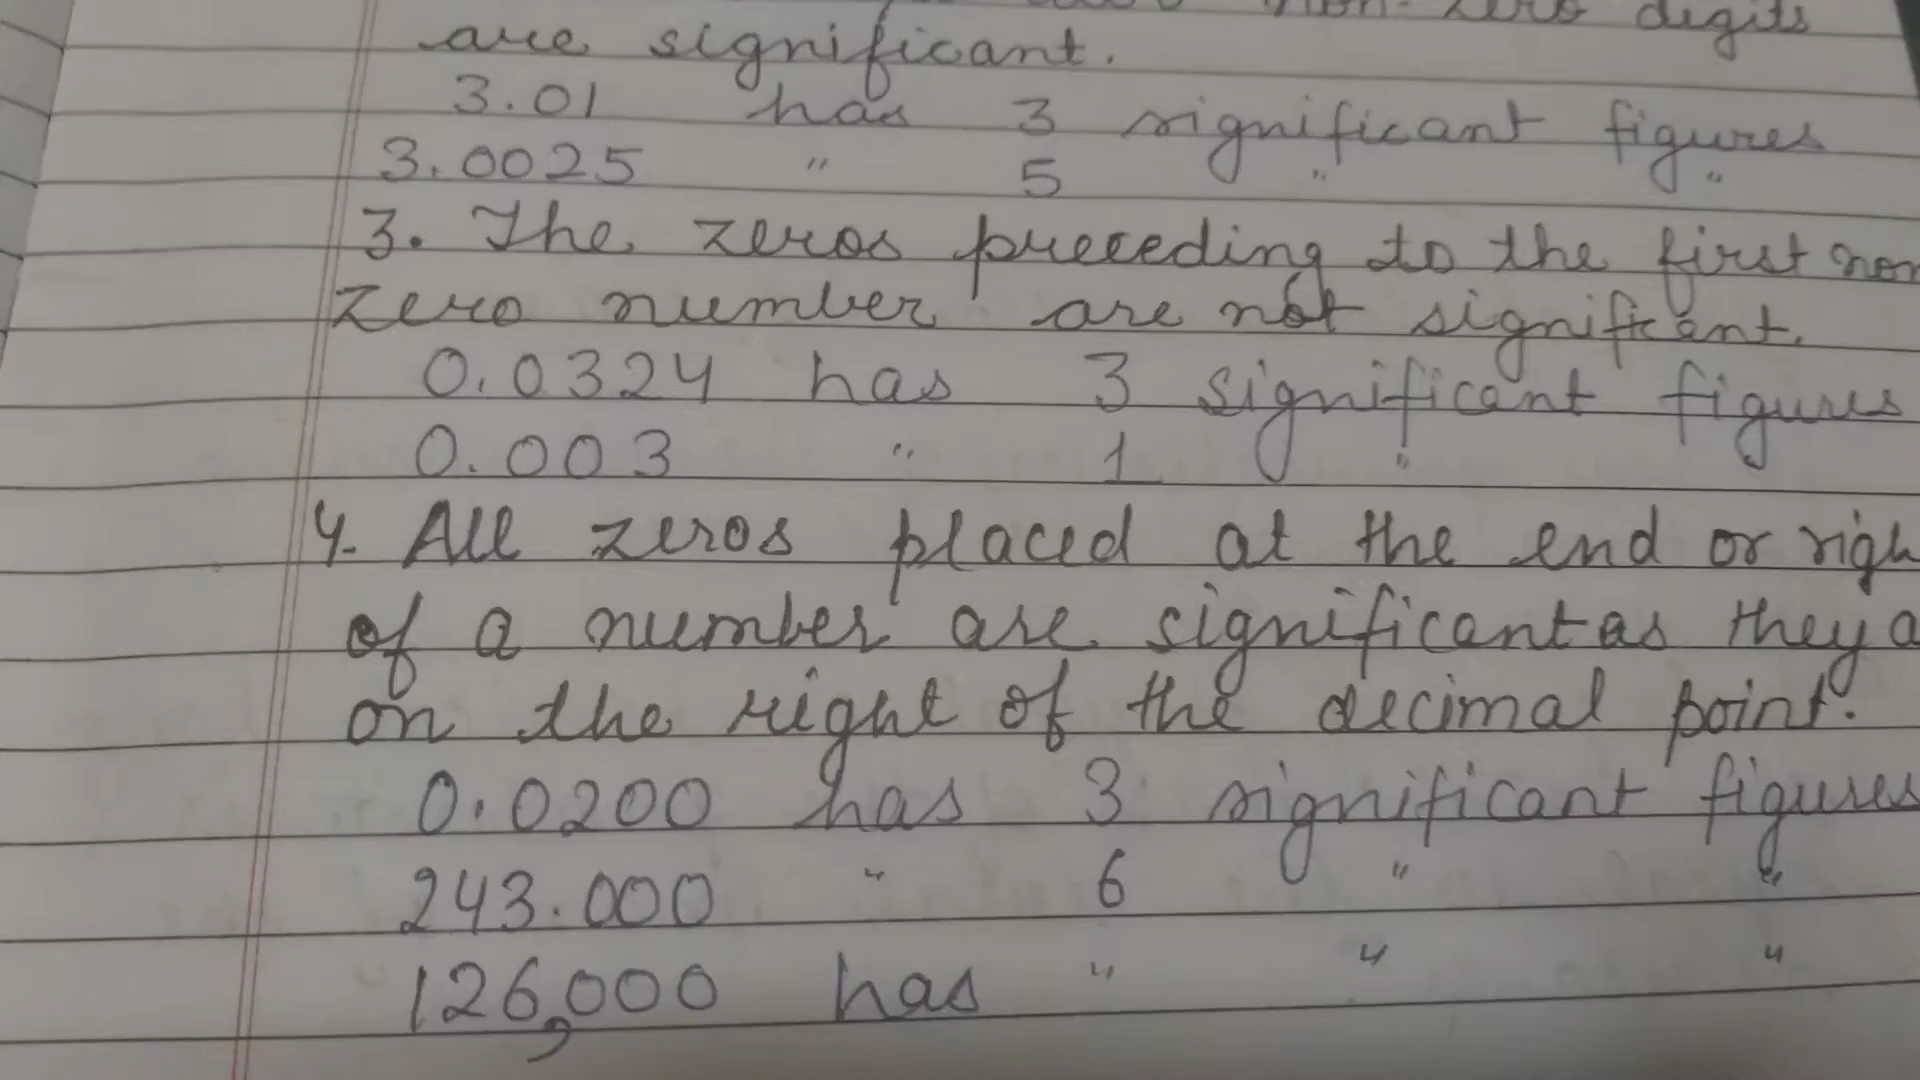 non-zero digits
are significant.
3.01 has 3 significant figures
3.0025 " 5 " "
3. The zeros preceding to the first non
zero number are not significant.
0.0324 has 3 significant figures
0.003 " 1 "
4. All zeros placed at the end or righ
of a number are significant as they a
on the right of the decimal point.
0.0200 has 3 significant figures
243.000 " 6 " "
126,000 has " " "